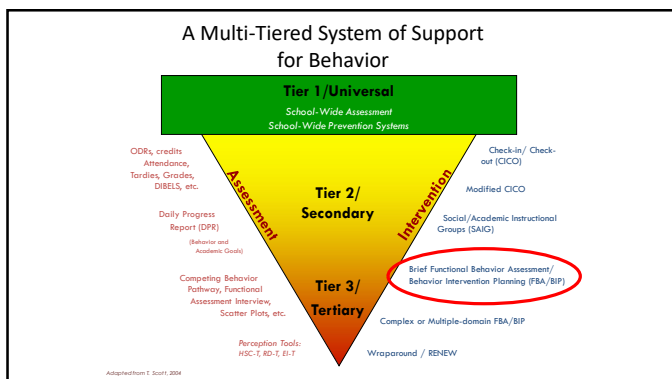 A Multi-Tiered System of Support
for Behavior
Tier 1/Universal
School-Wide Assessment
School-Wide Prevention Systems
ODRs, credits
Attendance,
Tardies, Grades,
DIBELS, etc.
Daily Progress
Report (DPR)
(Behavior and
Academic Goals)
Competing Behavior
Pathway, Functional
Assessment Interview,
Scatter Plots, etc.
Perception Tools:
HSC-T, RD-T, EI-T
Assessment
Tier 2/
Secondary
Tier 3/
Tertiary
Intervention
Check-in/ Check-
out (CICO)
Modified CICO
Social/Academic Instructional
Groups (SAIG)
Brief Functional Behavior Assessment/
Behavior Intervention Planning (FBA/BIP)
Complex or Multiple-domain FBA/BIP
Wraparound / RENEW
Adapted from T. Scott, 2004